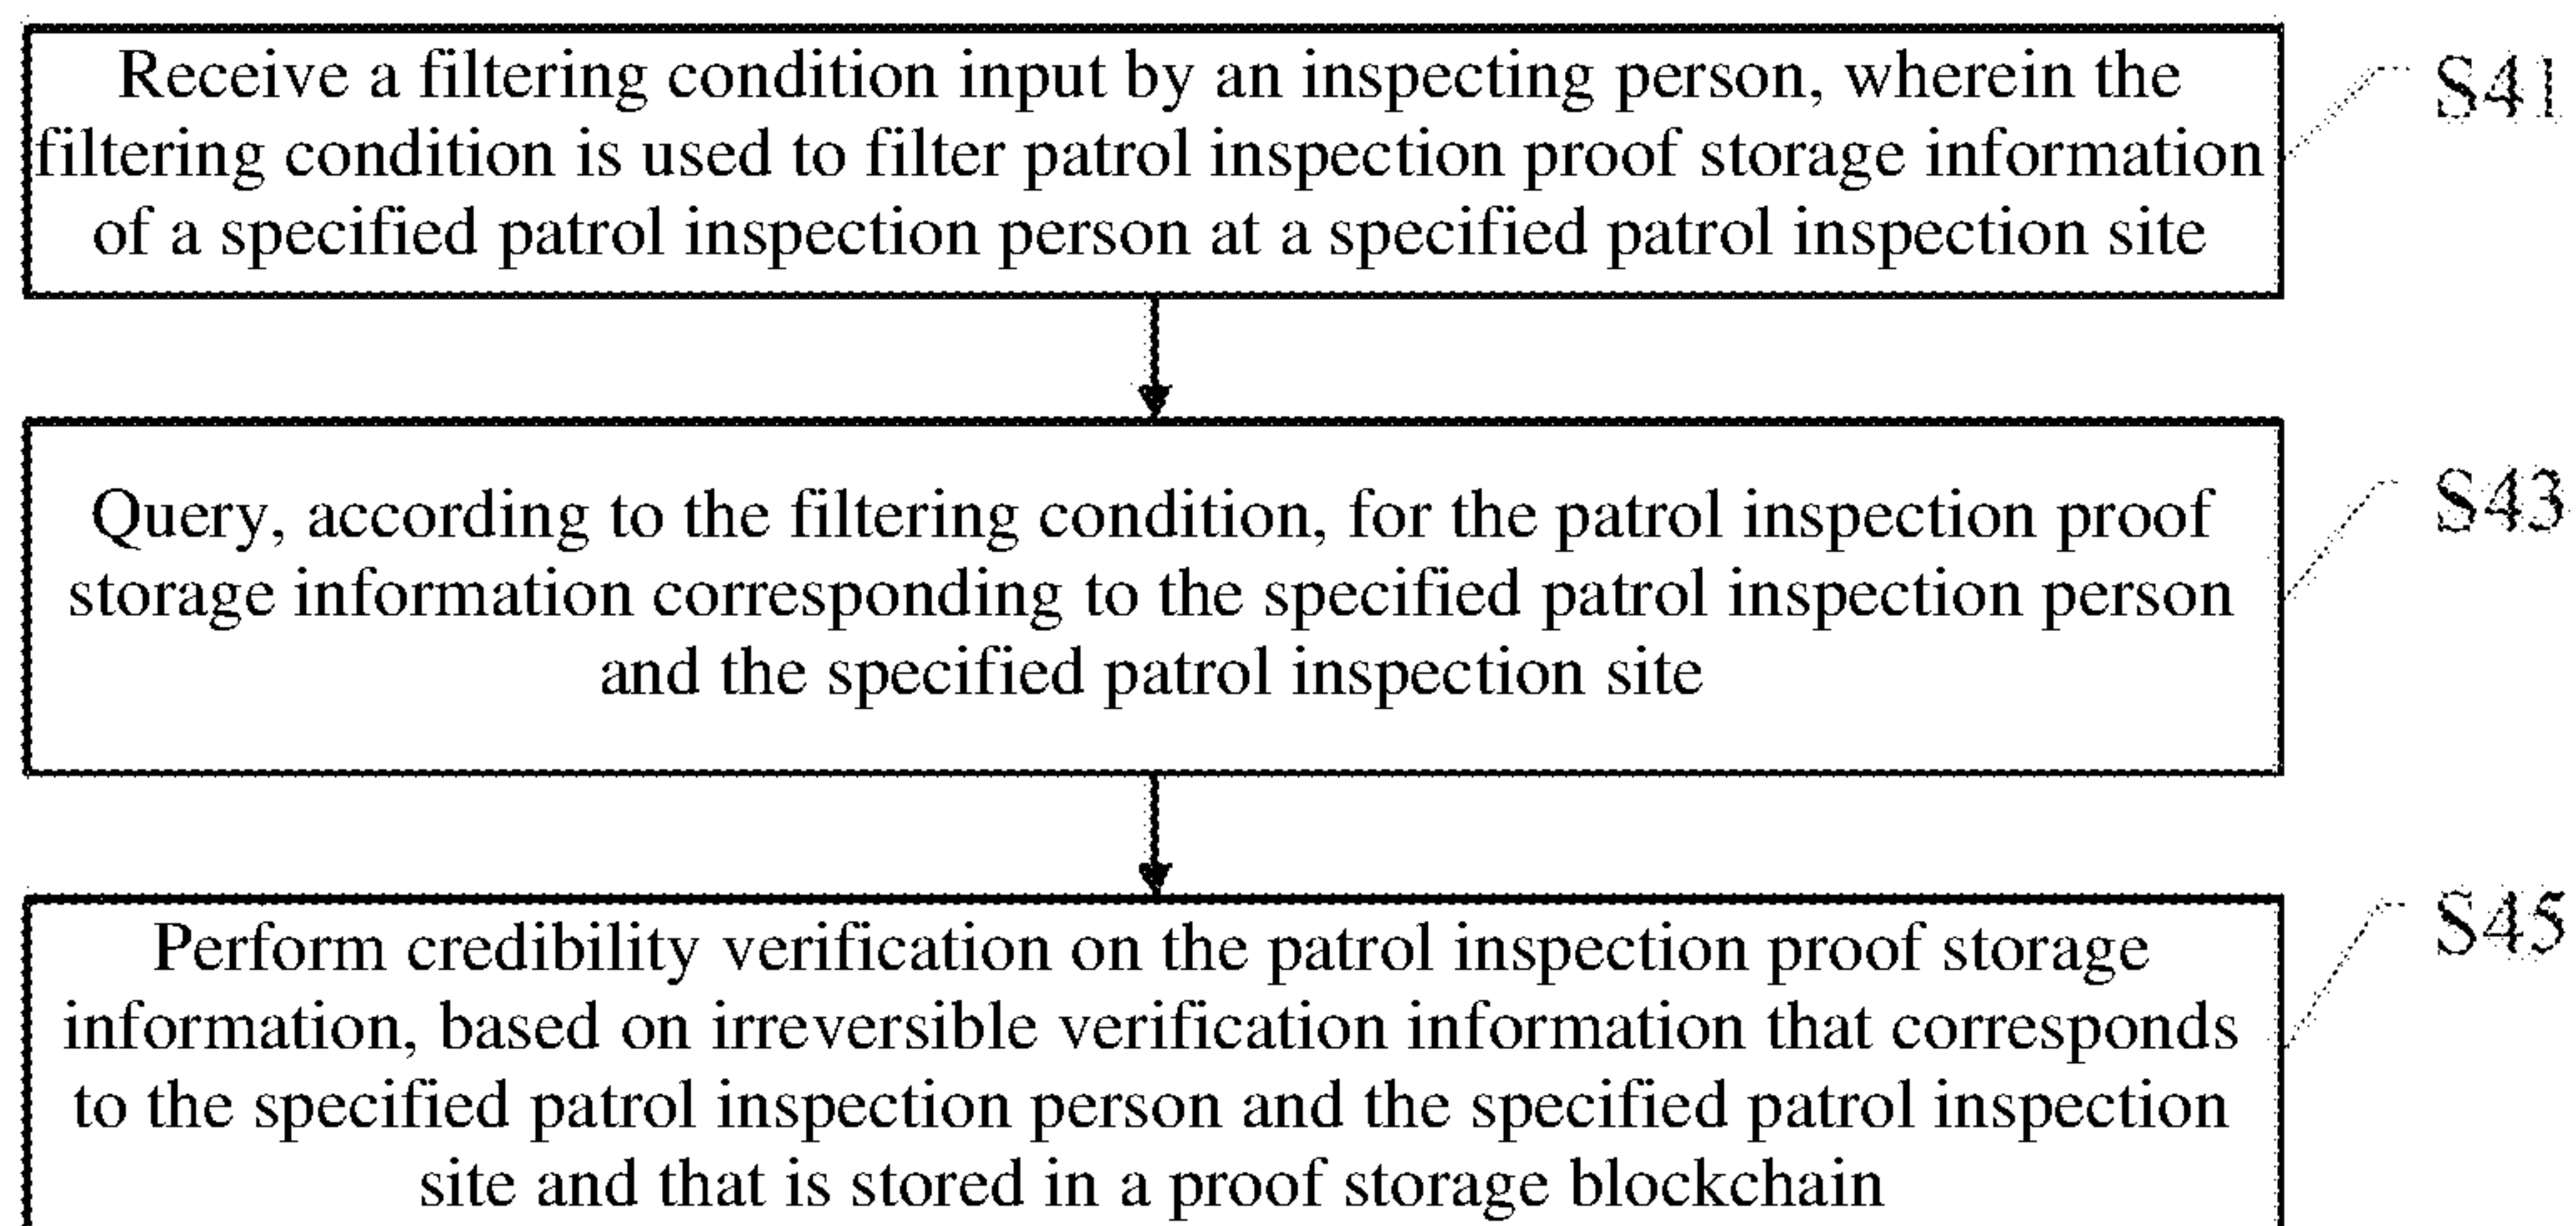 Receive a filtering condition input by an inspecting person, wherein the
filtering condition is used to filter patrol inspection proof storage information
of a specified patrol inspection person at a specified patrol inspection site
S41
Query, according to the filtering condition, for the patrol inspection proof
storage information corresponding to the specified patrol inspection person
and the specified patrol inspection site
S43
Perform credibility verification on the patrol inspection proof storage
information, based on irreversible verification information that corresponds
to the specified patrol inspection person and the specified patrol inspection
site and that is stored in a proof storage blockchain
S45